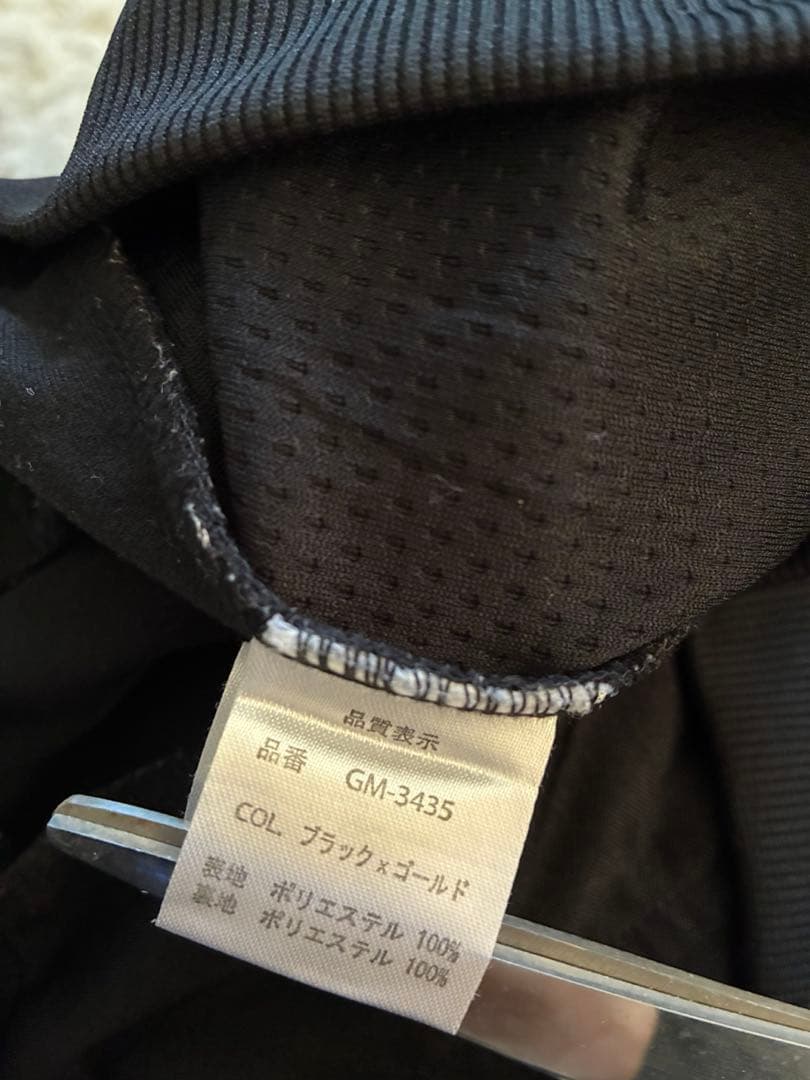 品質表示
品番 GM-3435
COL. ブラックxゴールド
表地 ポリエステル 100%
裏地 ポリエステル 100%